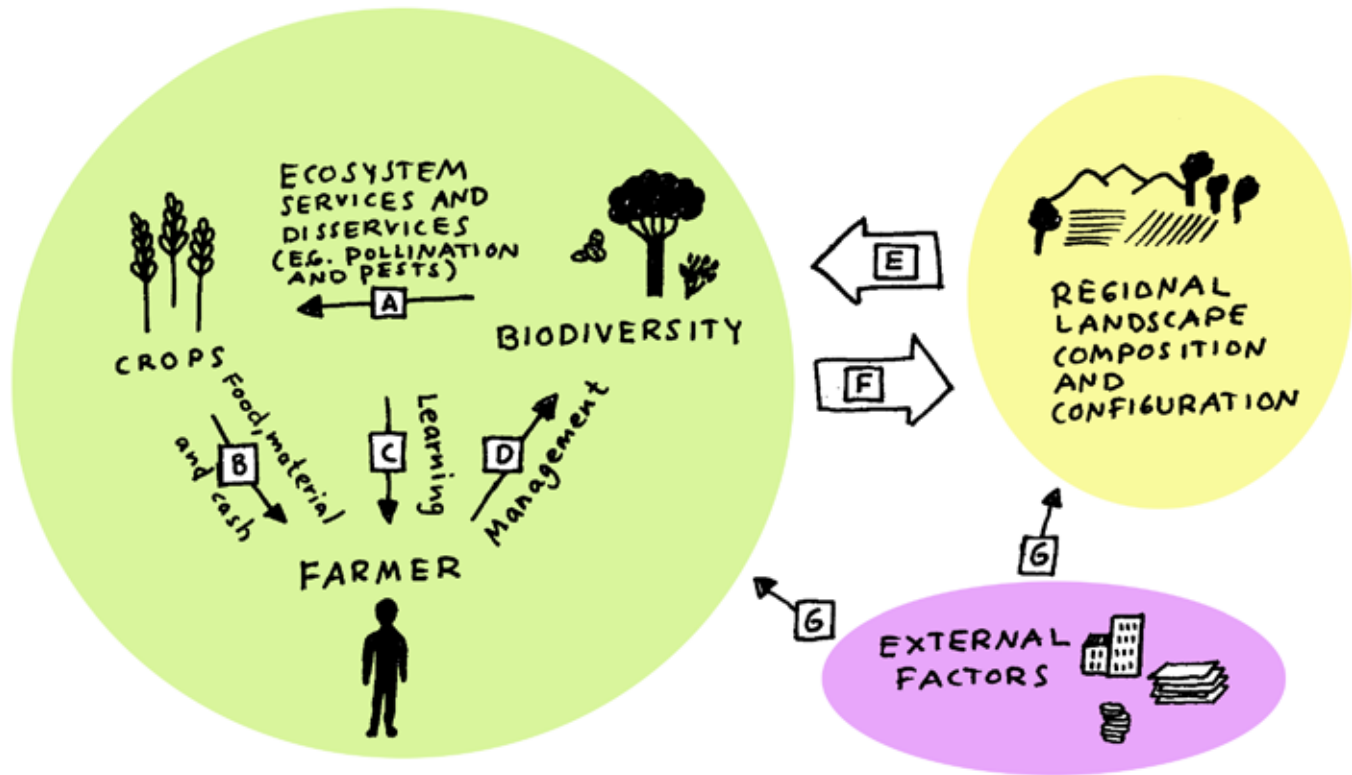 ECOSYSTEM
SERVICES AND
DISSERVICES
(E.G. POLLINATION
AND PESTS)
A
CROPS
BIODIVERSITY
Food, material
and cash
B
C
Learning
D
Management
FARMER
E
F
REGIONAL
LANDSCAPE
COMPOSITION
AND
CONFIGURATION
G
G
EXTERNAL
FACTORS